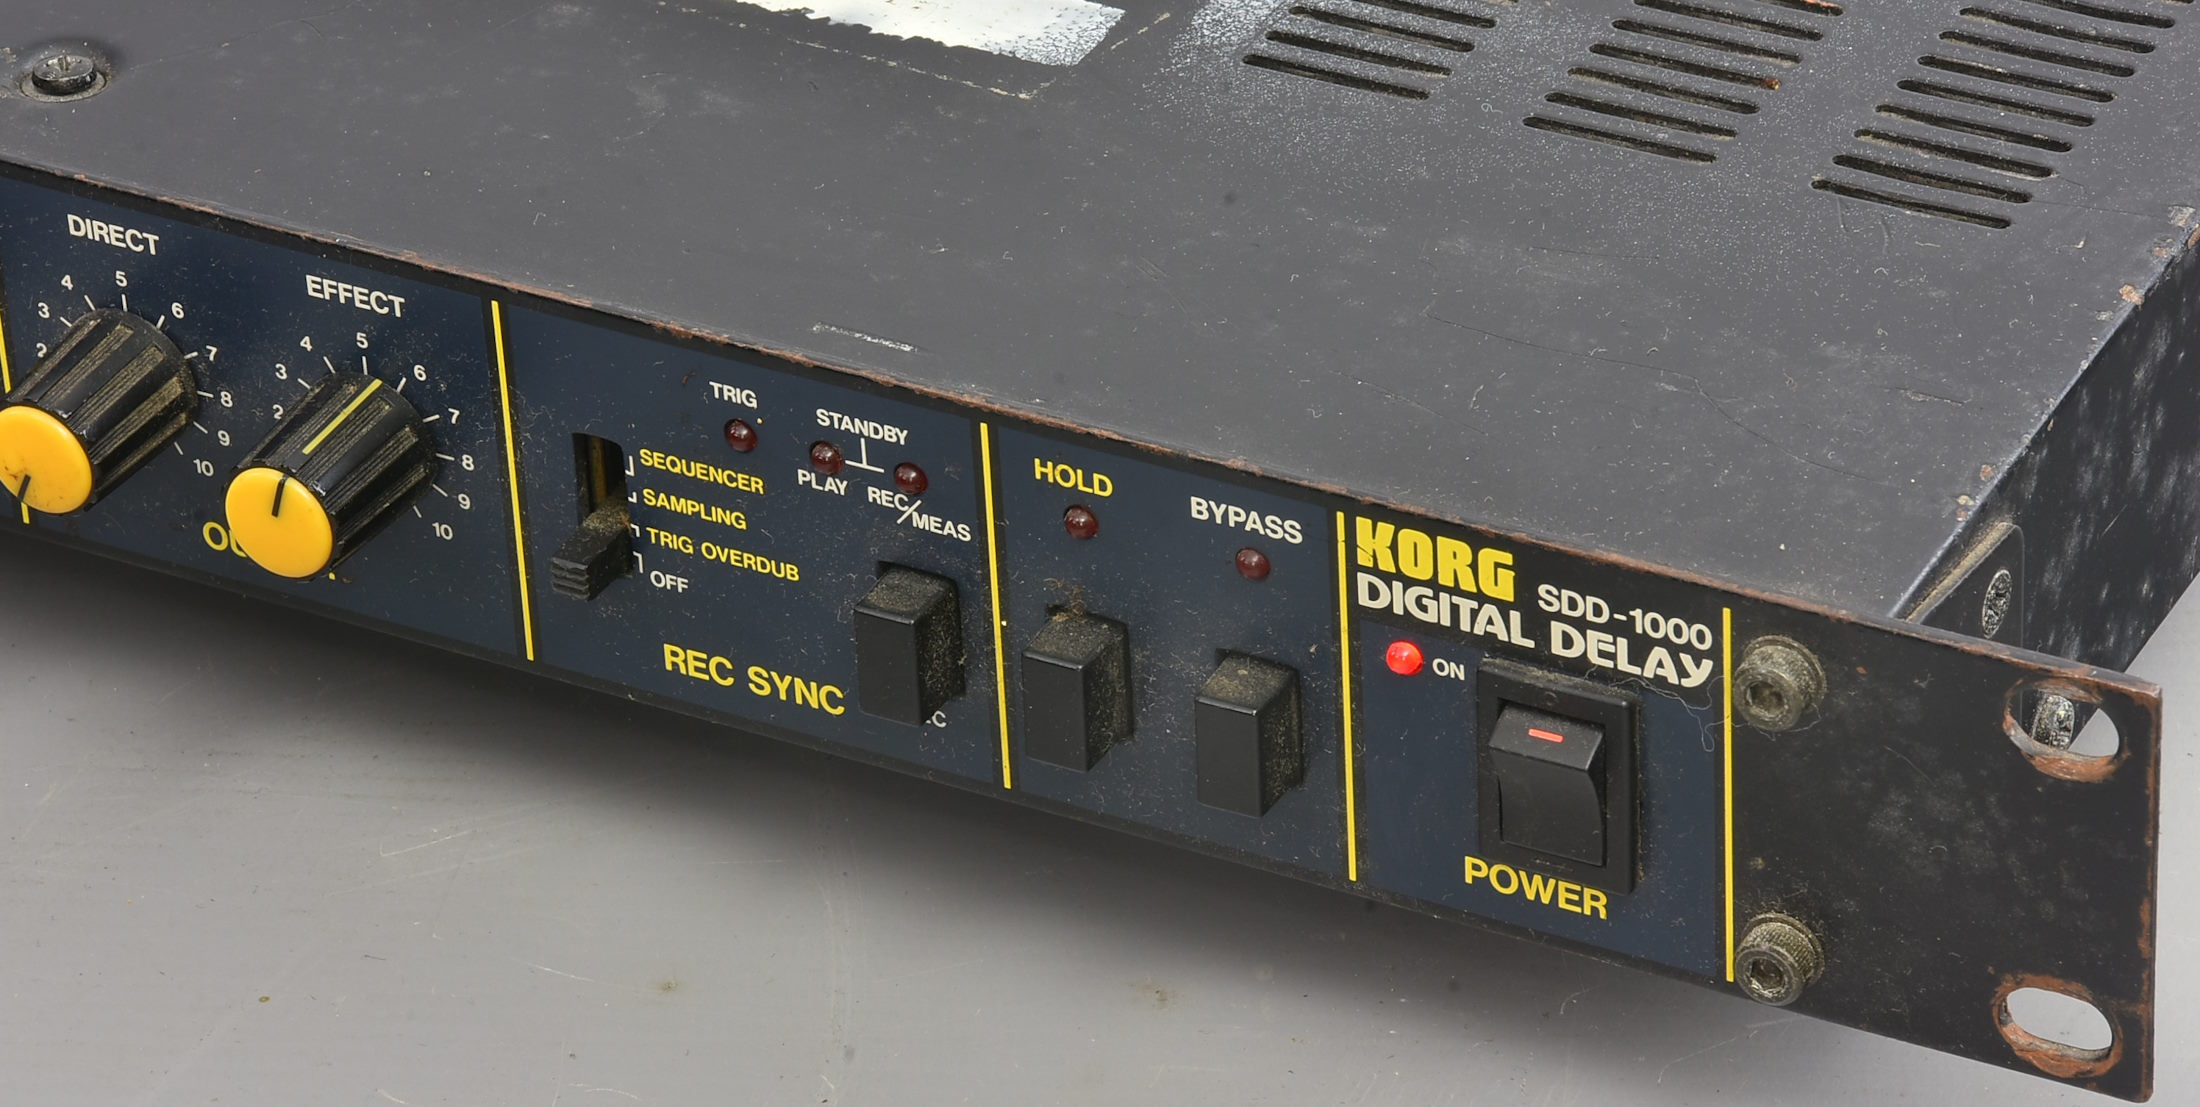 DIRECT
2 3 4 5 6 7 8 9 10
EFFECT
2 3 4 5 6 7 8 9 10
TRIG
STANDBY
PLAY
REC/MEAS
SEQUENCER
SAMPLING
TRIG OVERDUB
OFF
REC SYNC
HOLD
BYPASS
KORG
SDD-1000
DIGITAL DELAY
ON
POWER